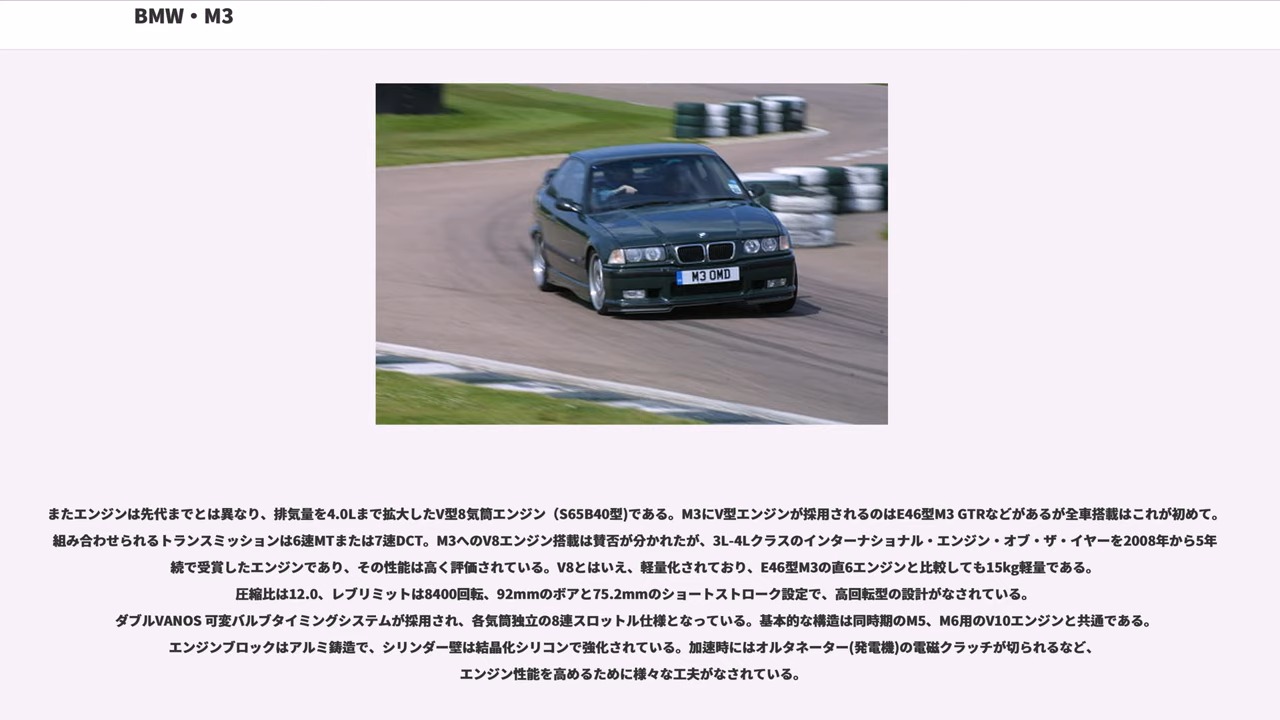 BMW・M3
M3 OMD
またエンジンは先代までとは異なり、排気量を4.0Lまで拡大したV型8気筒エンジン（S65B40型)である。M3にV型エンジンが採用されるのはE46型M3 GTRなどがあるが全車搭載はこれが初めて。
組み合わせられるトランスミッションは6速MTまたは7速DCT。M3へのV8エンジン搭載は賛否が分かれたが、3L-4Lクラスのインターナショナル・エンジン・オブ・ザ・イヤーを2008年から5年
続で受賞したエンジンであり、その性能は高く評価されている。V8とはいえ、軽量化されており、E46型M3の直6エンジンと比較しても15kg軽量である。
圧縮比は12.0、レブリミットは8400回転、92mmのボアと75.2mmのショートストローク設定で、高回転型の設計がなされている。
ダブルVANOS 可変バルブタイミングシステムが採用され、各気筒独立の8連スロットル仕様となっている。基本的な構造は同時期のM5、M6用のV10エンジンと共通である。
エンジンブロックはアルミ鋳造で、シリンダー壁は結晶化シリコンで強化されている。加速時にはオルタネーター(発電機)の電磁クラッチが切られるなど、
エンジン性能を高めるために様々な工夫がなされている。